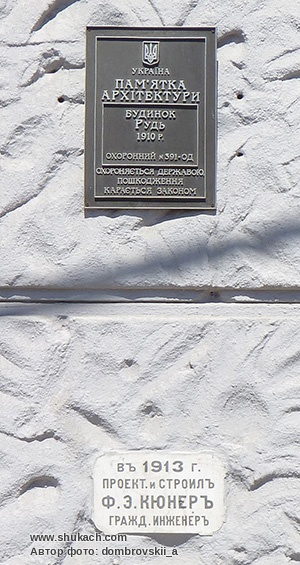 УКРАЇНА
ПАМ'ЯТКА
АРХІТЕКТУРИ
БУДИНОК
РУДЬ
1910 Р.
ОХОРОННИЙ №391-ОД
ОХОРОНЯЄТЬСЯ ДЕРЖАВОЮ,
ПОШКОДЖЕННЯ
КАРАЄТЬСЯ ЗАКОНОМ
ВЪ 1913 Г.
ПРОЕКТ. И СТРОИЛЪ
Ф. Э. КЮНЕРЪ
ГРАЖД. ИНЖЕНЕРЪ
www.shukach.com
Автор фото: dombrovskii_a